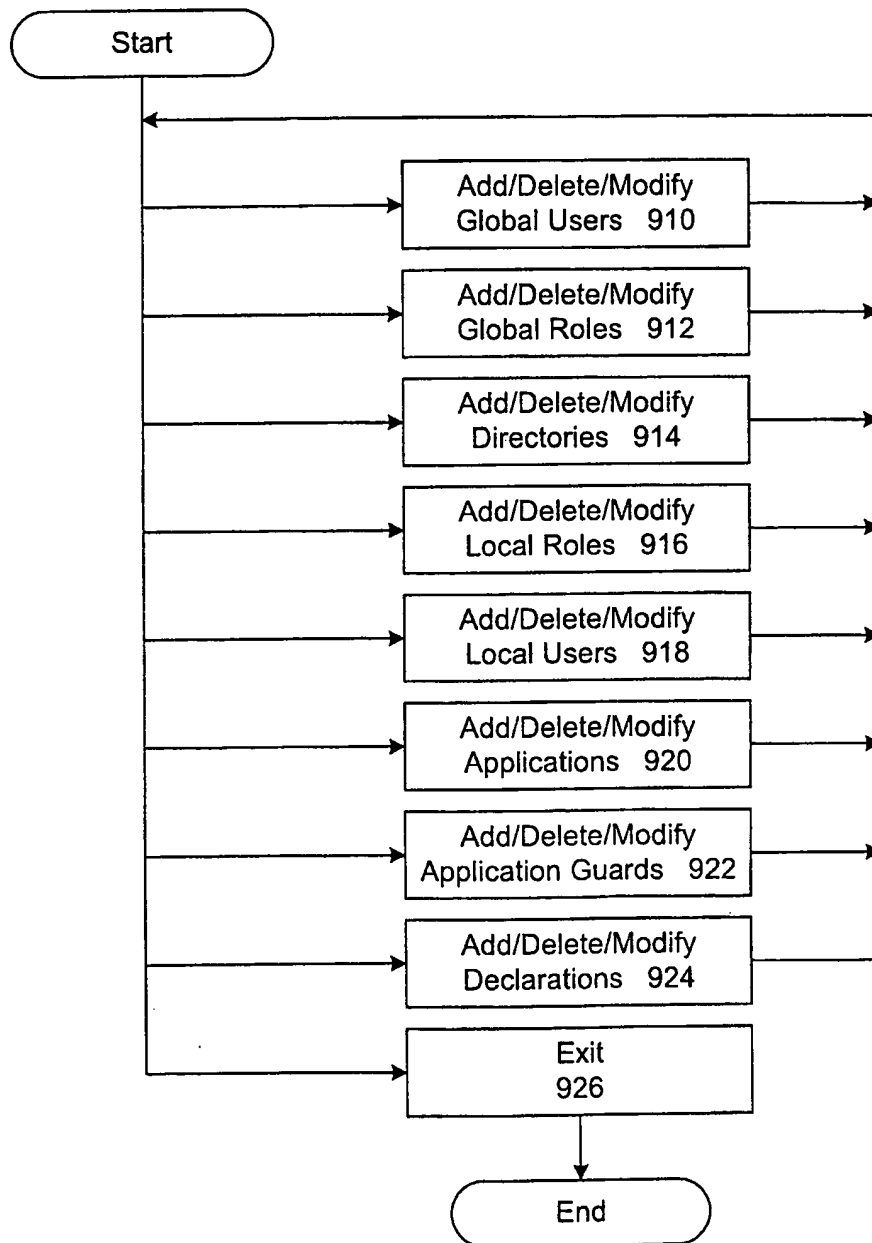 Start
Add/Delete/Modify
Global Users 910
Add/Delete/Modify
Global Roles 912
Add/Delete/Modify
Directories 914
Add/Delete/Modify
Local Roles 916
Add/Delete/Modify
Local Users 918
Add/Delete/Modify
Applications 920
Add/Delete/Modify
Application Guards 922
Add/Delete/Modify
Declarations 924
Exit
926
End